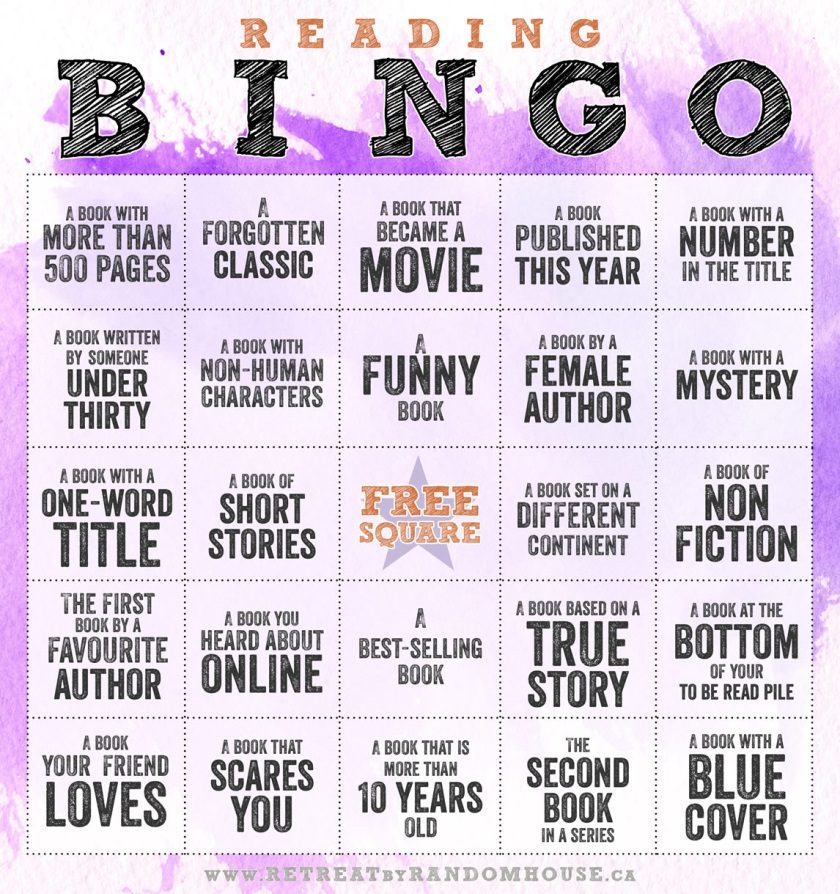 READING
BINGO
A BOOK WITH
MORE THAN
500 PAGES
A
FORGOTTEN
CLASSIC
A BOOK THAT
BECAME A
MOVIE
A BOOK
PUBLISHED
THIS YEAR
A BOOK WITH A
NUMBER
IN THE TITLE
A BOOK WRITTEN
BY SOMEONE
UNDER
THIRTY
A BOOK WITH
NON-HUMAN
CHARACTERS
A
FUNNY
BOOK
A BOOK BY A
FEMALE
AUTHOR
A BOOK WITH A
MYSTERY
A BOOK WITH A
ONE-WORD
TITLE
A BOOK OF
SHORT
STORIES
FREE
SQUARE
A BOOK SET ON A
DIFFERENT
CONTINENT
A BOOK OF
NON
FICTION
THE FIRST
BOOK BY A
FAVOURITE
AUTHOR
A BOOK YOU
HEARD ABOUT
ONLINE
A
BEST-SELLING
BOOK
A BOOK BASED ON A
TRUE
STORY
A BOOK AT THE
BOTTOM
OF YOUR
TO BE READ PILE
A BOOK
YOUR FRIEND
LOVES
A BOOK THAT
SCARES
YOU
A BOOK THAT IS
MORE THAN
10 YEARS
OLD
THE
SECOND
BOOK
IN A SERIES
A BOOK WITH A
BLUE
COVER
WWW.RETREATBYRANDOMHOUSE.CA